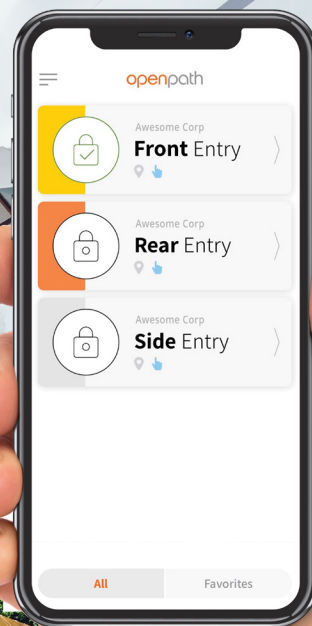 openpath
Awesome Corp
Front Entry
Awesome Corp
Rear Entry
Awesome Corp
Side Entry
All
Favorites